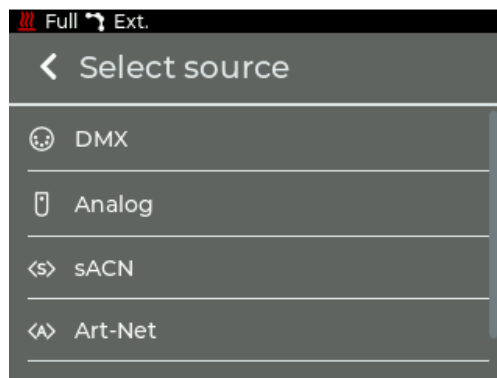 Full Ext.
Select source
DMX
Analog
<S> sACN
<A> Art-Net